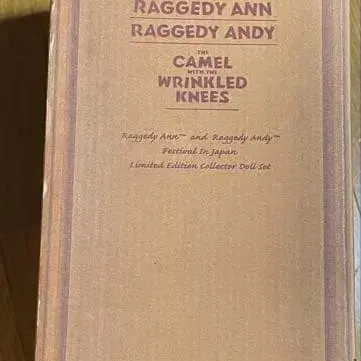 RAGGEDY ANN
RAGGEDY ANDY
THE
CAMEL
WITH THE
WRINKLED
KNEES
Raggedy Ann™ and Raggedy Andy™
Festival In Japan
Limited Edition Collector Doll Set